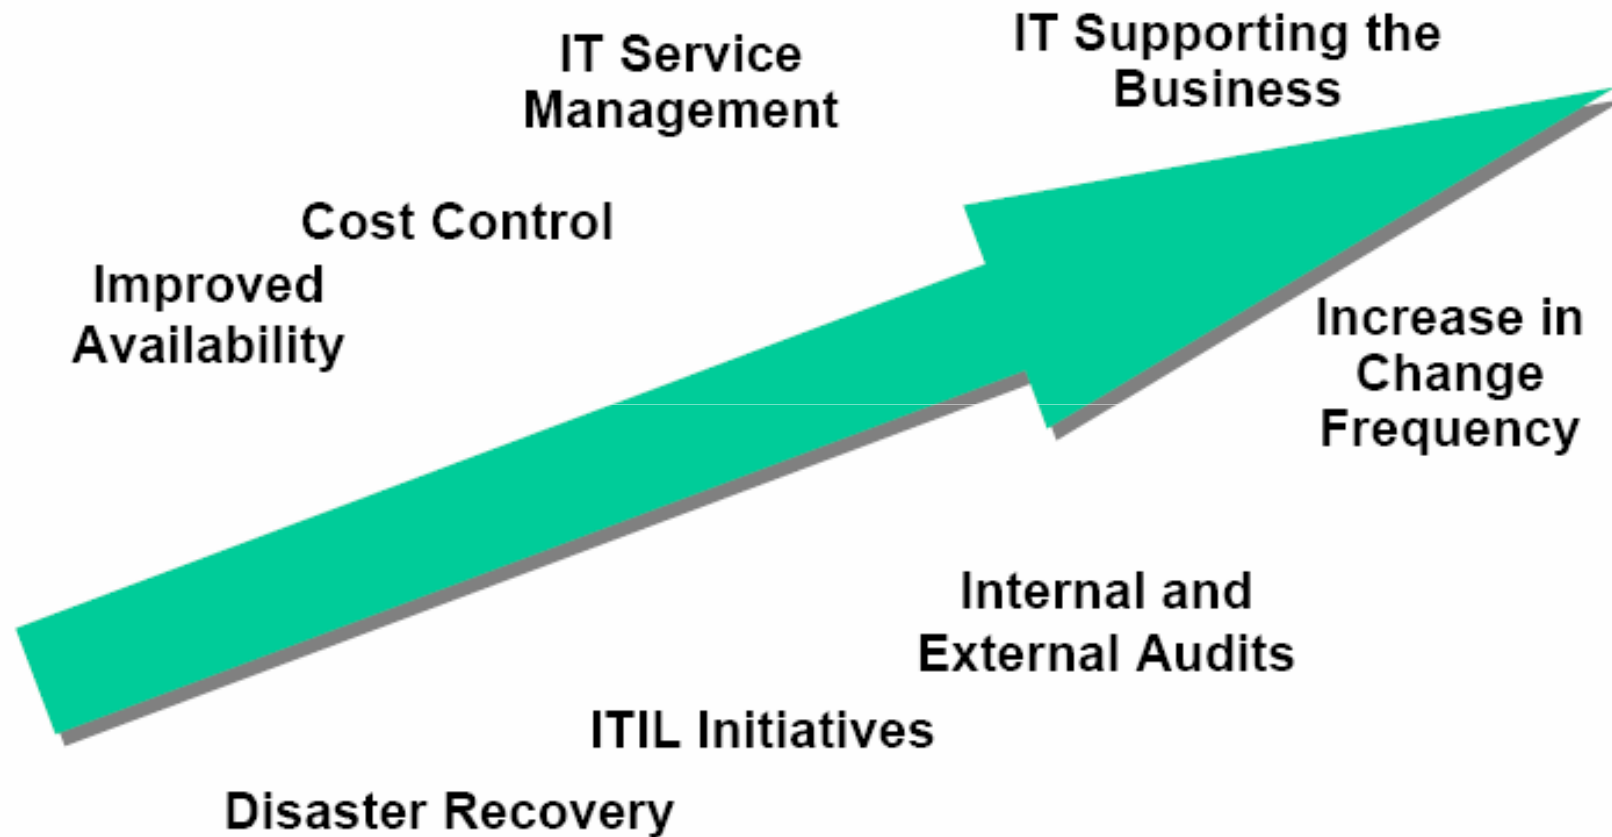 IT Service
Management
IT Supporting the
Business
Cost Control
Improved
Availability
Increase in
Change
Frequency
Internal and
External Audits
ITIL Initiatives
Disaster Recovery